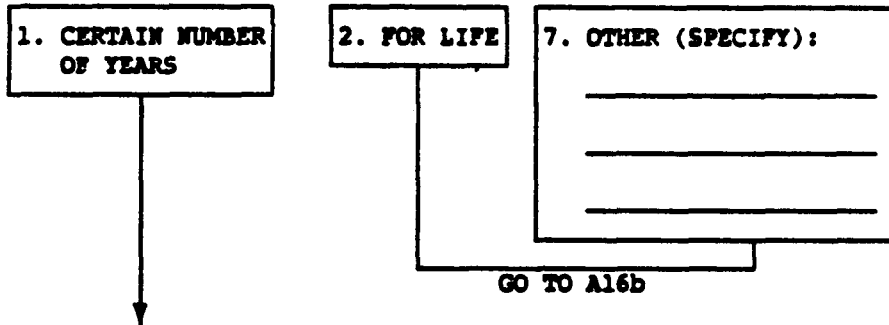 1. CERTAIN NUMBER
OF YEARS
2. FOR LIFE
7. OTHER (SPECIFY):
GO TO A16b